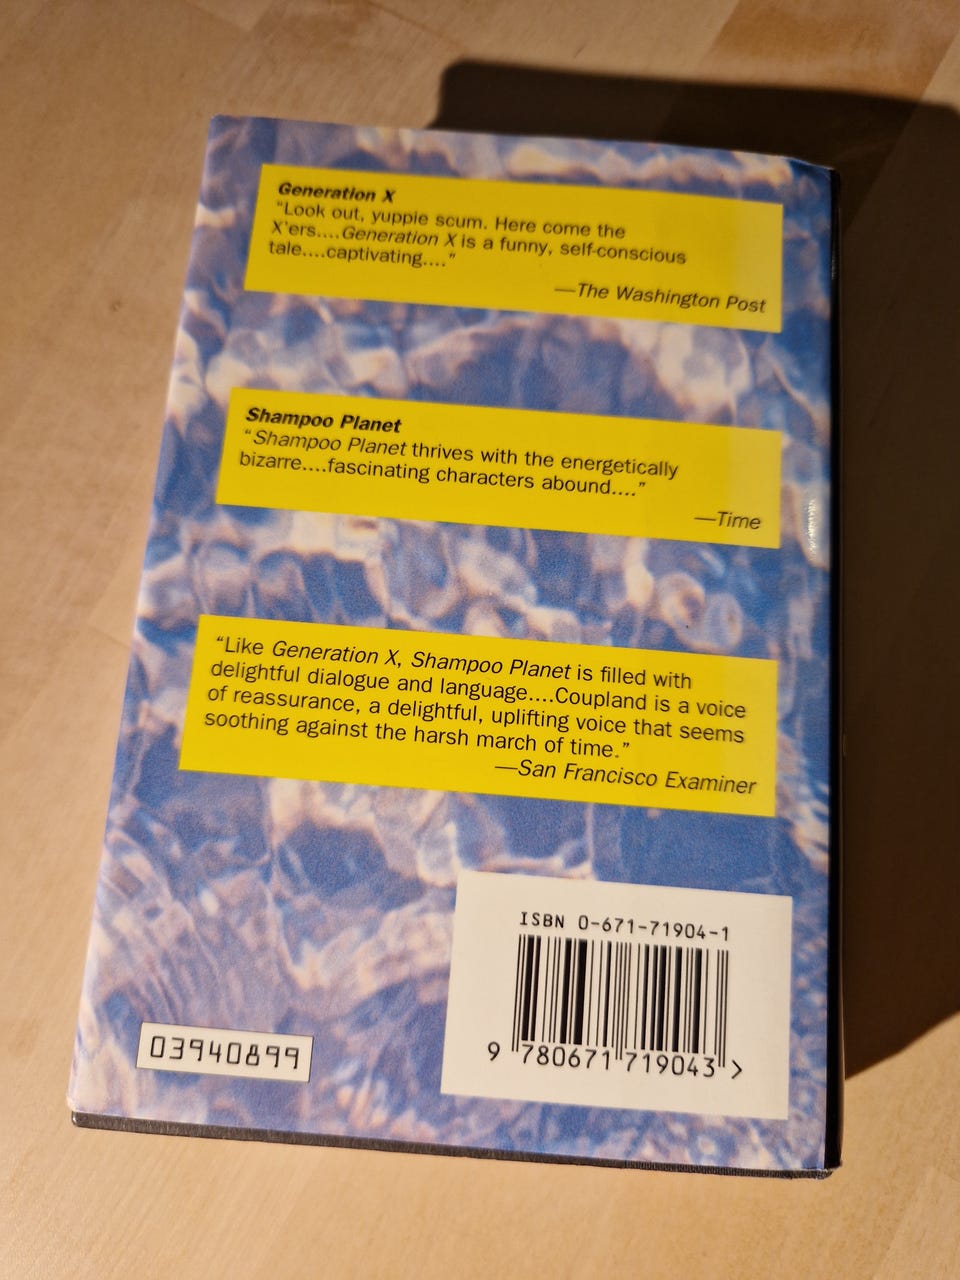 Generation X
“Look out, yuppie scum. Here come the
X'ers....Generation X is a funny, self-conscious
tale....captivating....”
—The Washington Post
Shampoo Planet
“Shampoo Planet thrives with the energetically
bizarre....fascinating characters abound....”
—Time
“Like Generation X, Shampoo Planet is filled with
delightful dialogue and language....Coupland is a voice
of reassurance, a delightful, uplifting voice that seems
soothing against the harsh march of time.”
—San Francisco Examiner
ISBN 0-671-71904-1
9 780671 719043 >
03940899